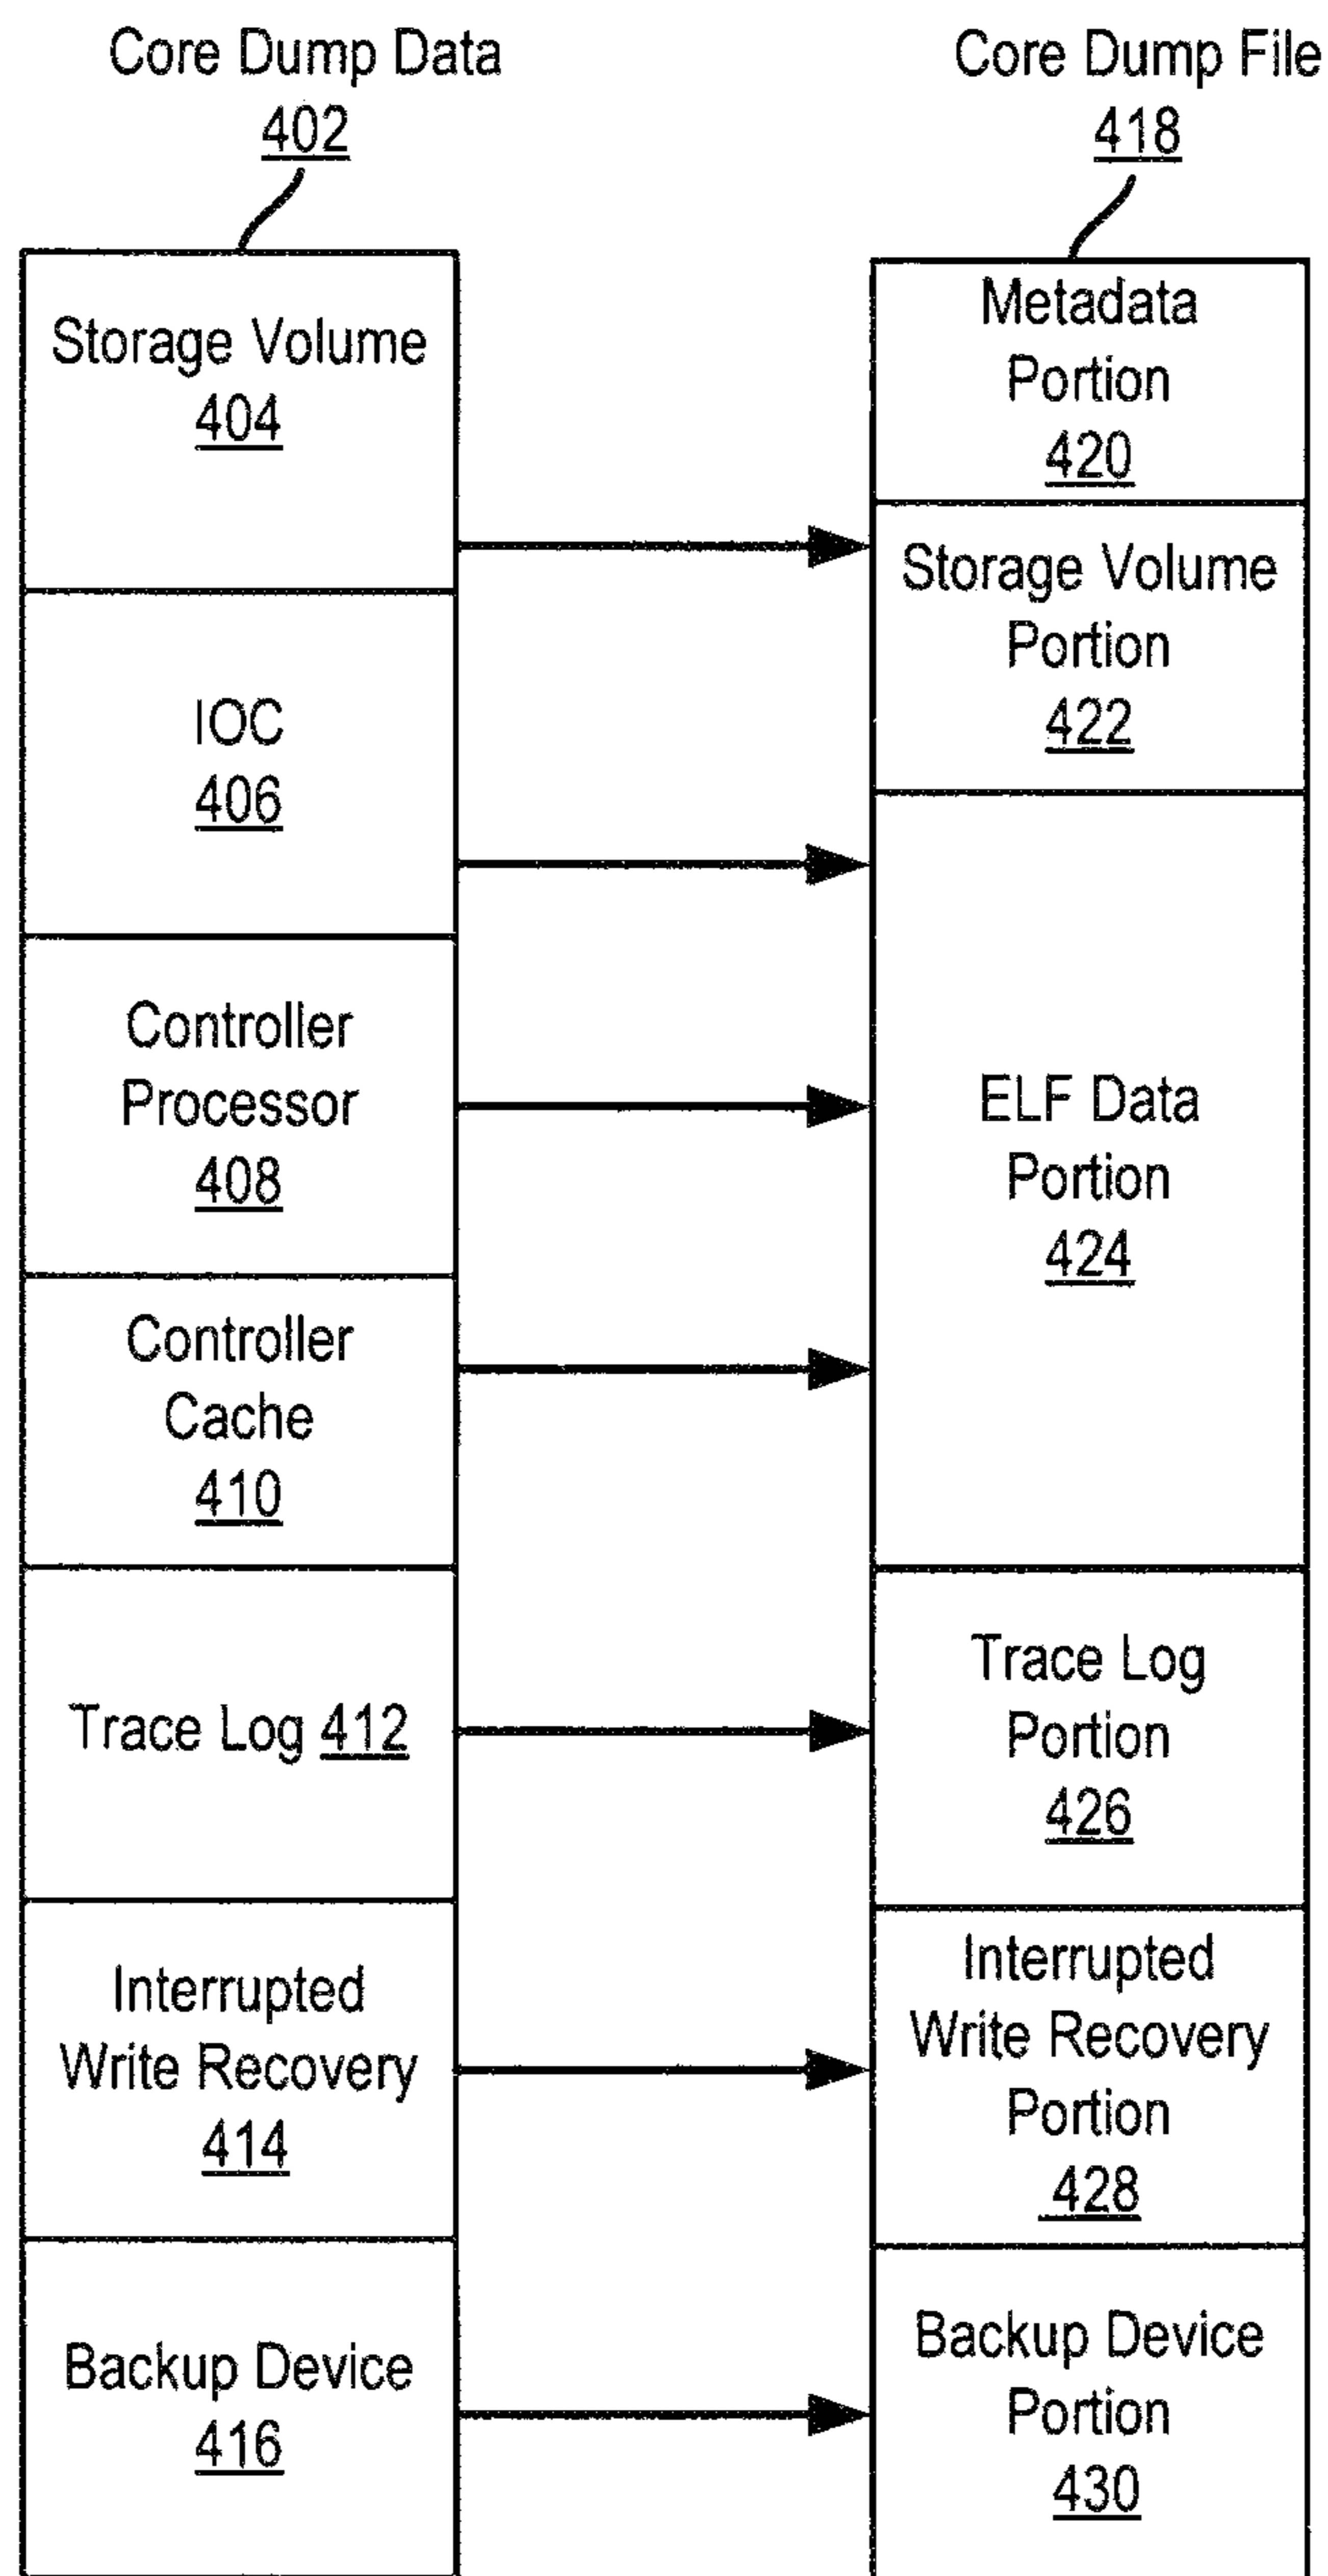 Core Dump Data
402
Storage Volume
404
IOC
406
Controller
Processor
408
Controller
Cache
410
Trace Log 412
Interrupted
Write Recovery
414
Backup Device
416
Core Dump File
418
Metadata
Portion
420
Storage Volume
Portion
422
ELF Data
Portion
424
Trace Log
Portion
426
Interrupted
Write Recovery
Portion
428
Backup Device
Portion
430